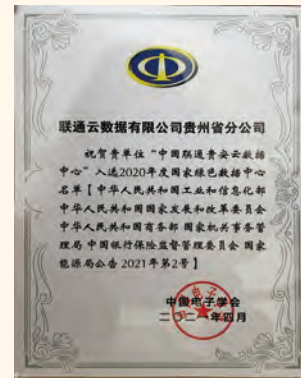 联通云数据有限公司贵州省分公司
祝贺贵单位“中国联通贵安云数据
中心”入选2020年度国家绿色数据中心
名单【中华人民共和国工业和信息化部
中华人民共和国国家发展和改革委员会
中华人民共和国商务部 国家机关事务管
理局 中国银行保险监督管理委员会 国家
能源局公告 2021年第2号】
中国电子学会
二〇二一年四月